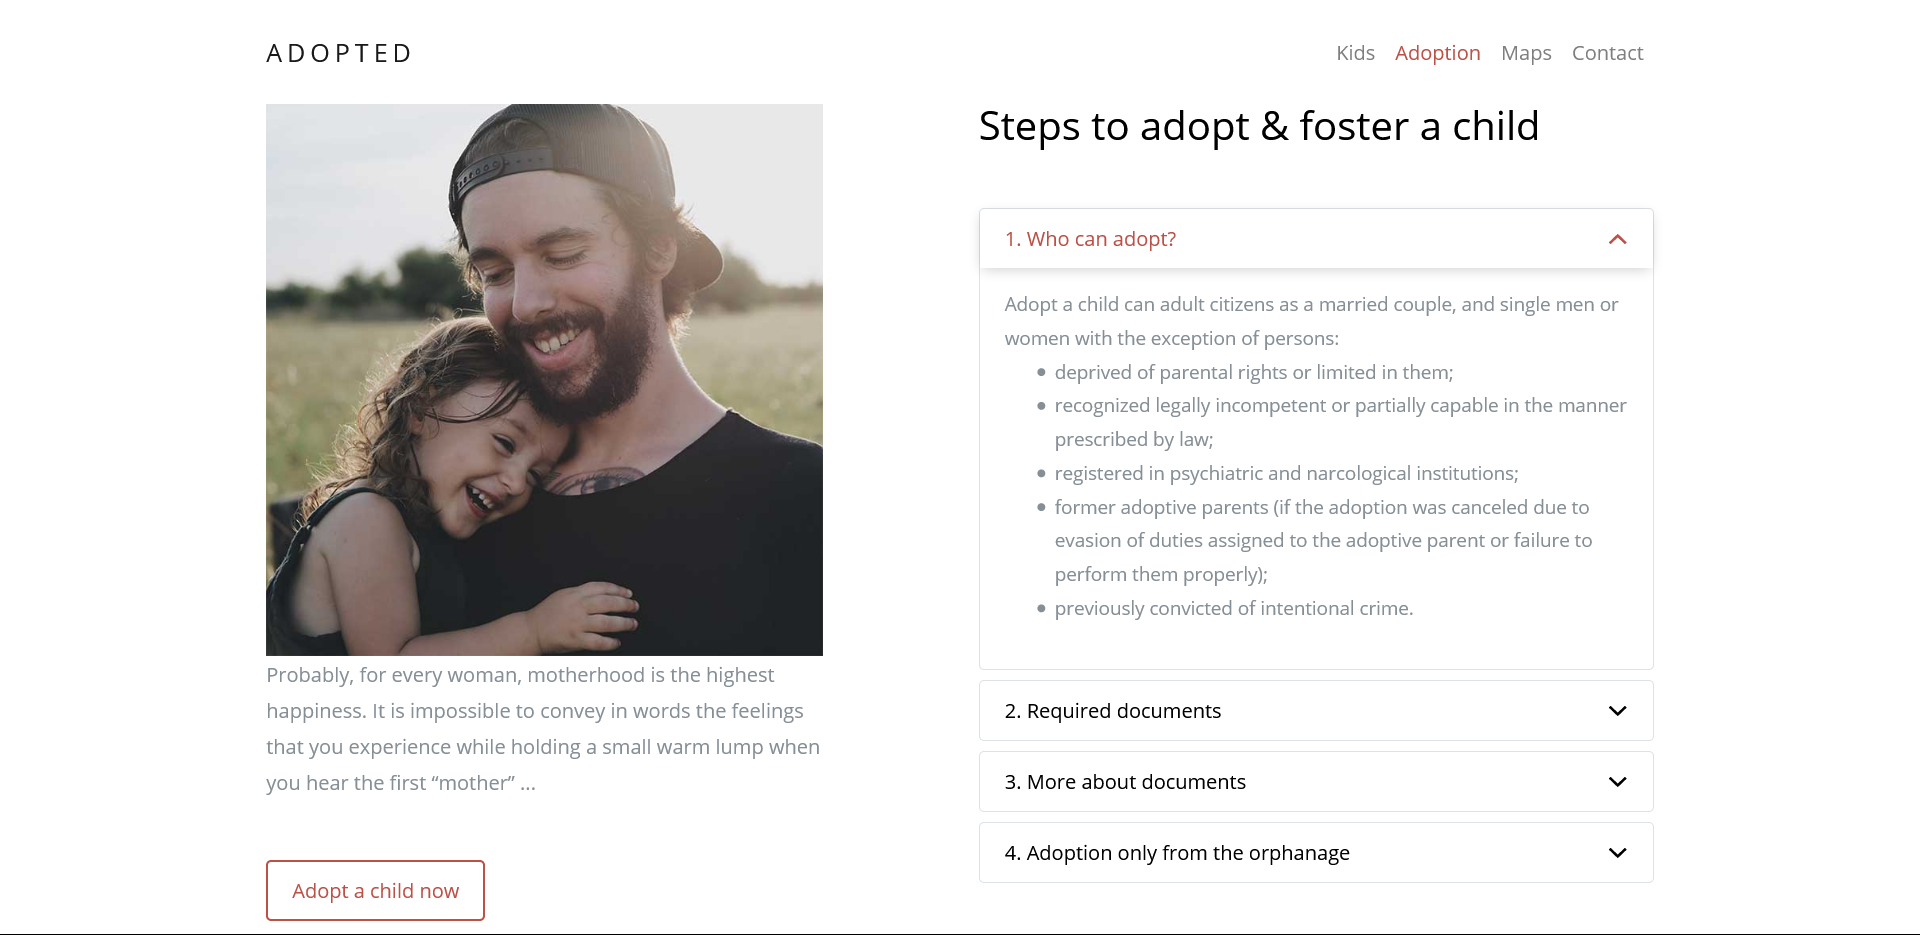 ADOPTED
Kids Adoption Maps Contact
Probably, for every woman, motherhood is the highest
happiness. It is impossible to convey in words the feelings
that you experience while holding a small warm lump when
you hear the first “mother” ...
Adopt a child now
Steps to adopt & foster a child
1. Who can adopt?
Adopt a child can adult citizens as a married couple, and single men or
women with the exception of persons:
• deprived of parental rights or limited in them;
• recognized legally incompetent or partially capable in the manner
prescribed by law;
• registered in psychiatric and narcological institutions;
• former adoptive parents (if the adoption was canceled due to
evasion of duties assigned to the adoptive parent or failure to
perform them properly);
• previously convicted of intentional crime.
2. Required documents
3. More about documents
4. Adoption only from the orphanage